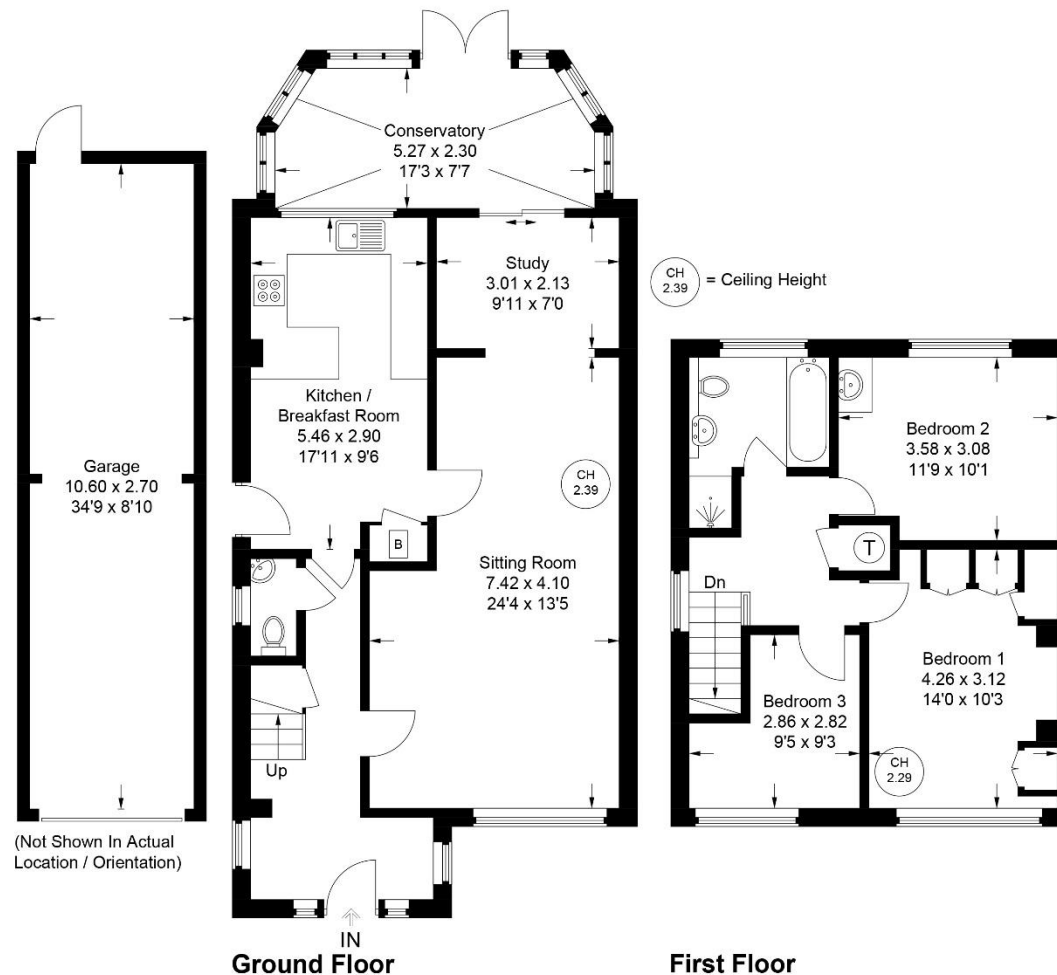 Conservatory
5.27 x 2.30
17'3 x 7'7
Study
3.01 x 2.13
9'11 x 7'0
CH
2.39
= Ceiling Height
Kitchen /
Breakfast Room
5.46 x 2.90
17'11 x 9'6
Garage
10.60 x 2.70
34'9 x 8'10
CH
2.39
B
Sitting Room
7.42 x 4.10
24'4 x 13'5
Up
(Not Shown In Actual
Location / Orientation)
IN
Ground Floor
Bedroom 2
3.58 x 3.08
11'9 x 10'1
T
Dn
Bedroom 1
4.26 x 3.12
14'0 x 10'3
Bedroom 3
2.86 x 2.82
9'5 x 9'3
CH
2.29
First Floor